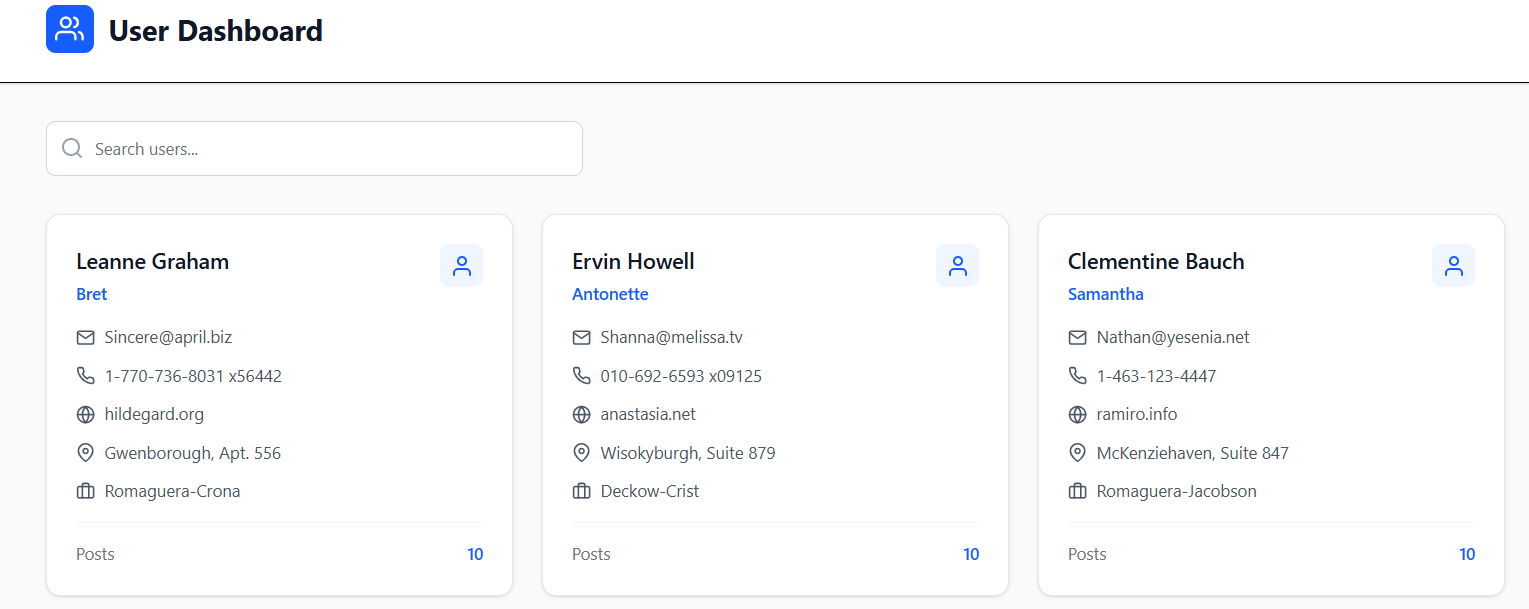 User Dashboard
Search users...
Leanne Graham
Bret
Sincere@april.biz
1-770-736-8031 x56442
hildegard.org
Gwenborough, Apt. 556
Romaguera-Crona
Posts 10
Ervin Howell
Antonette
Shanna@melissa.tv
010-692-6593 x09125
anastasia.net
Wisokyburgh, Suite 879
Deckow-Crist
Posts 10
Clementine Bauch
Samantha
Nathan@yesenia.net
1-463-123-4447
ramiro.info
McKenziehaven, Suite 847
Romaguera-Jacobson
Posts 10